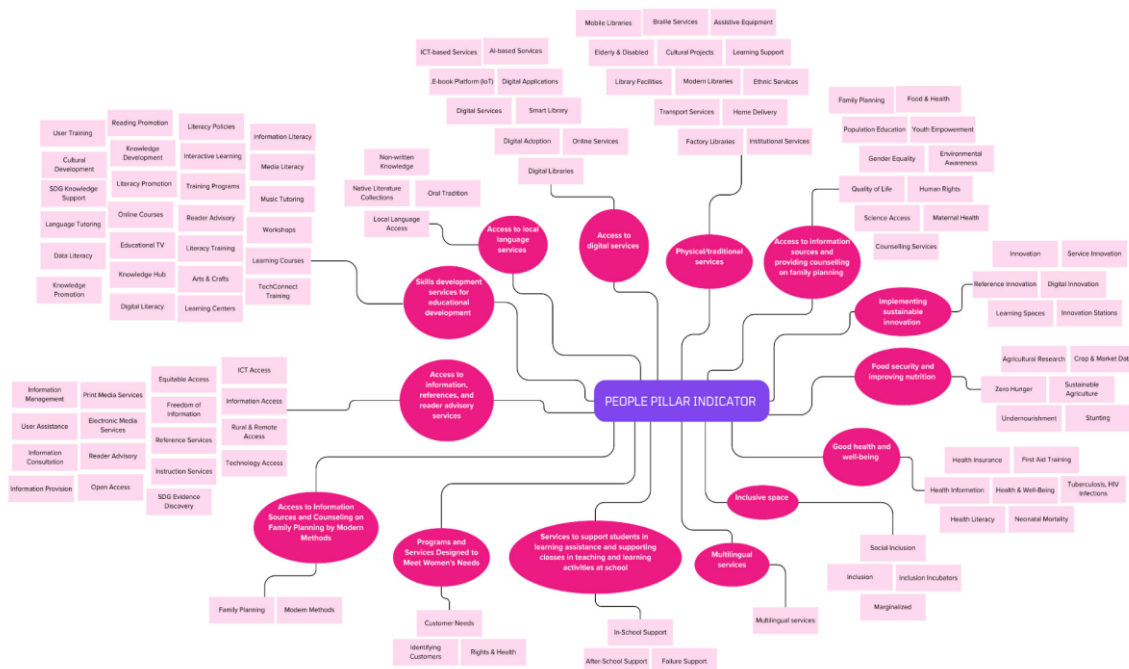 Mobile Libraries
Braille Services
Assistive Equipment
ICT-based Services
AI-based Services
Elderly & Disabled
Cultural Projects
Learning Support
.E-book Platform (IoT)
Digital Applications
Library Facilities
Modern Libraries
Ethnic Services
Digital Services
Smart Library
Transport Services
Home Delivery
Digital Adoption
Online Services
Factory Libraries
Institutional Services
Digital Libraries
Family Planning
Food & Health
Population Education
Youth Empowerment
Gender Equality
Environmental
Awareness
Quality of Life
Human Rights
Science Access
Maternal Health
Counselling Services
User Training
Reading Promotion
Literacy Policies
Information Literacy
Cultural
Development
Knowledge
Development
Interactive Learning
Media Literacy
SDG Knowledge
Support
Literacy Promotion
Training Programs
Music Tutoring
Language Tutoring
Online Courses
Reader Advisory
Workshops
Data Literacy
Educational TV
Literacy Training
Learning Courses
Knowledge
Promotion
Knowledge Hub
Arts & Crafts
TechConnect
Training
Digital Literacy
Learning Centers
Non-written
Knowledge
Native Literature
Collections
Oral Tradition
Local Language
Access
Access to local
language
services
Access to
digital services
Physical/traditional
services
Access to information
sources and
providing counselling
on family planning
Skills development
services for
educational
development
Implementing
sustainable
innovation
Innovation
Service Innovation
Reference Innovation
Digital Innovation
Learning Spaces
Innovation Stations
Access to
information,
references, and
reader advisory
services
PEOPLE PILLAR INDICATOR
Food security and
improving nutrition
Agricultural Research
Crop & Market Dat
Zero Hunger
Sustainable
Agriculture
Undernourishment
Stunting
Information
Management
Print Media Services
Equitable Access
ICT Access
User Assistance
Electronic Media
Services
Freedom of
Information
Information Access
Information
Consultation
Reader Advisory
Reference Services
Rural & Remote
Access
Information Provision
Open Access
Instruction Services
Technology Access
SDG Evidence
Discovery
Good health and
well-being
Health Insurance
First Aid Training
Health Information
Health & Well-Being
Tuberculosis, HIV
Infections
Health Literacy
Neonatal Mortality
Access to Information
Sources and Counseling on
Family Planning by Modern
Methods
Programs and
Services Designed to
Meet Women's Needs
Services to support students in
learning assistance and supporting
classes in teaching and learning
activities at school
Multilingual
services
Inclusive space
Social Inclusion
Inclusion
Inclusion Incubators
Marginalized
Family Planning
Modern Methods
Customer Needs
Identifying
Customers
Rights & Health
In-School Support
After-School Support
Failure Support
Multilingual services